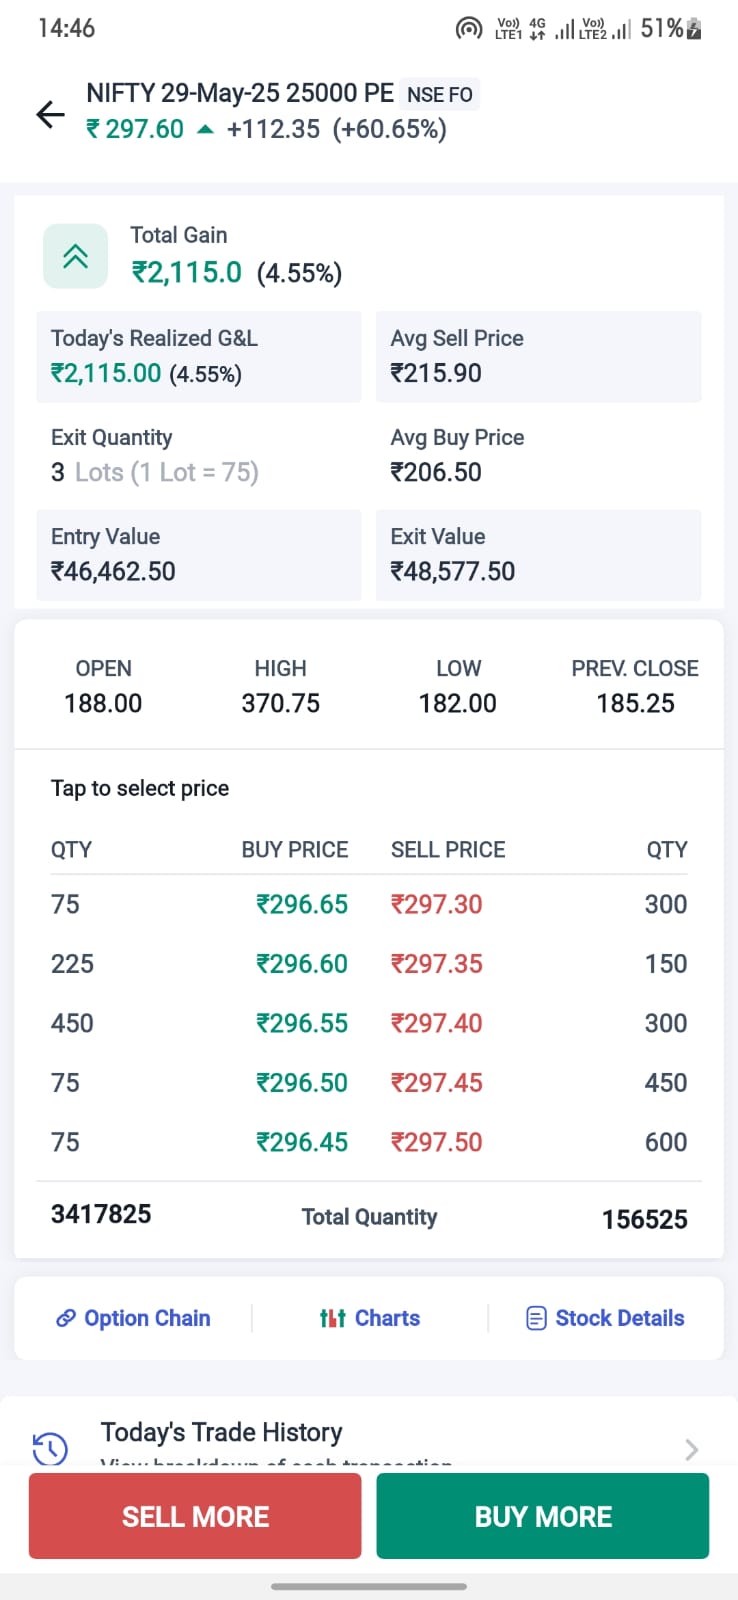 14:46 Vo)) LTE1 4G Vo)) LTE2 51%
NIFTY 29-May-25 25000 PE NSE FO
₹ 297.60 ▲ +112.35 (+60.65%)
Total Gain
₹2,115.0 (4.55%)
Today's Realized G&L Avg Sell Price
₹2,115.00 (4.55%) ₹215.90
Exit Quantity Avg Buy Price
3 Lots (1 Lot = 75) ₹206.50
Entry Value Exit Value
₹46,462.50 ₹48,577.50
OPEN HIGH LOW PREV. CLOSE
188.00 370.75 182.00 185.25
Tap to select price
QTY BUY PRICE SELL PRICE QTY
75 ₹296.65 ₹297.30 300
225 ₹296.60 ₹297.35 150
450 ₹296.55 ₹297.40 300
75 ₹296.50 ₹297.45 450
75 ₹296.45 ₹297.50 600
3417825 Total Quantity 156525
Option Chain Charts Stock Details
Today's Trade History
View breakdown of each transaction
SELL MORE BUY MORE